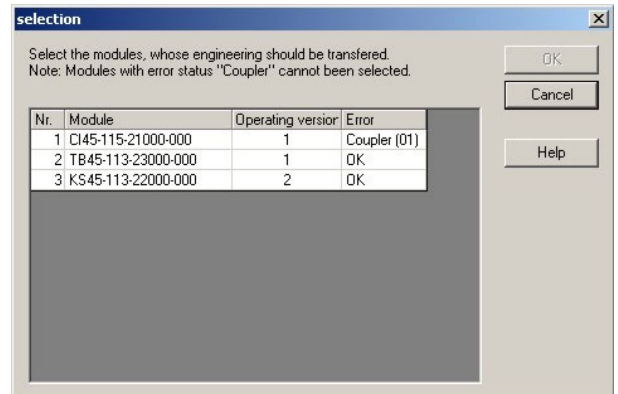 selection
Select the modules, whose engineering should be transfered.
Note: Modules with error status "Coupler" cannot been selected.
OK
Cancel
Help
Nr. Module Operating versior Error
1 CI45-115-21000-000 1 Coupler (01)
2 TB45-113-23000-000 1 OK
3 KS45-113-22000-000 2 OK